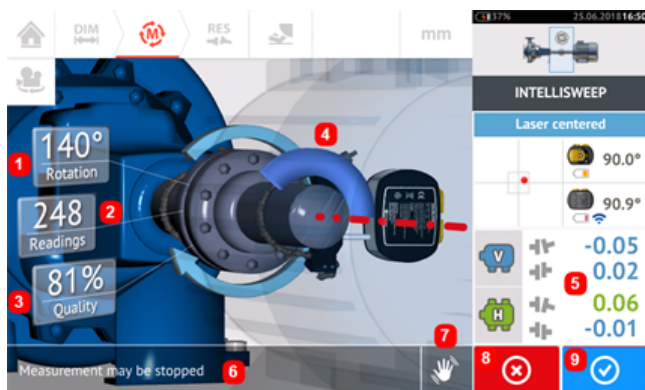 DIM
M
RES
mm
37%
25.06.2018 16:50
INTELLISWEEP
Laser centered
90.0°
90.9°
1
140°
Rotation
2
248
Readings
3
81%
Quality
4
V
-0.05
0.02
5
H
0.06
-0.01
Measurement may be stopped
6
7
8
9